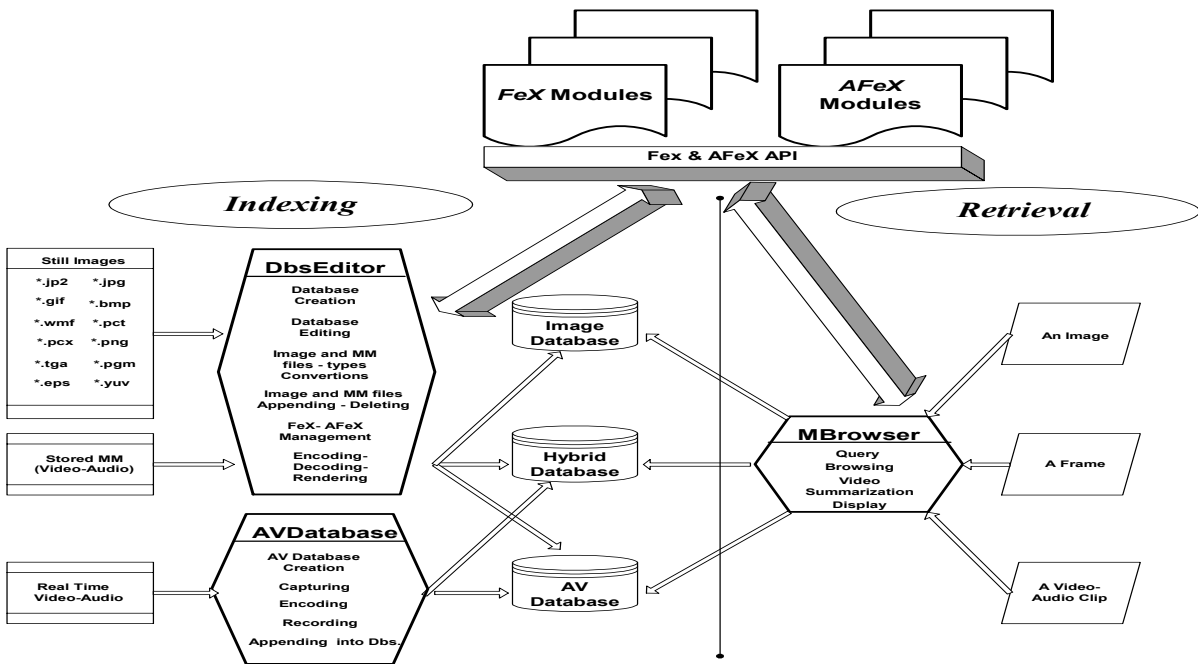 FeX Modules
AFeX
Modules
Fex & AFeX API
Indexing
Retrieval
Still Images
*.jp2 *.jpg
*.gif *.bmp
*.wmf *.pct
*.pcx *.png
*.tga *.pgm
*.eps *.yuv
Stored MM
(Video-Audio)
Real Time
Video-Audio
DbsEditor
Database
Creation
Database
Editing
Image and MM
files - types
Convertions
Image and MM files
Appending - Deleting
FeX- AFeX
Management
Encoding-
Decoding-
Rendering
AVDatabase
AV Database
Creation
Capturing
Encoding
Recording
Appending into Dbs.
Image
Database
Hybrid
Database
AV
Database
MBrowser
Query
Browsing
Video
Summarization
Display
An Image
A Frame
A Video-
Audio Clip